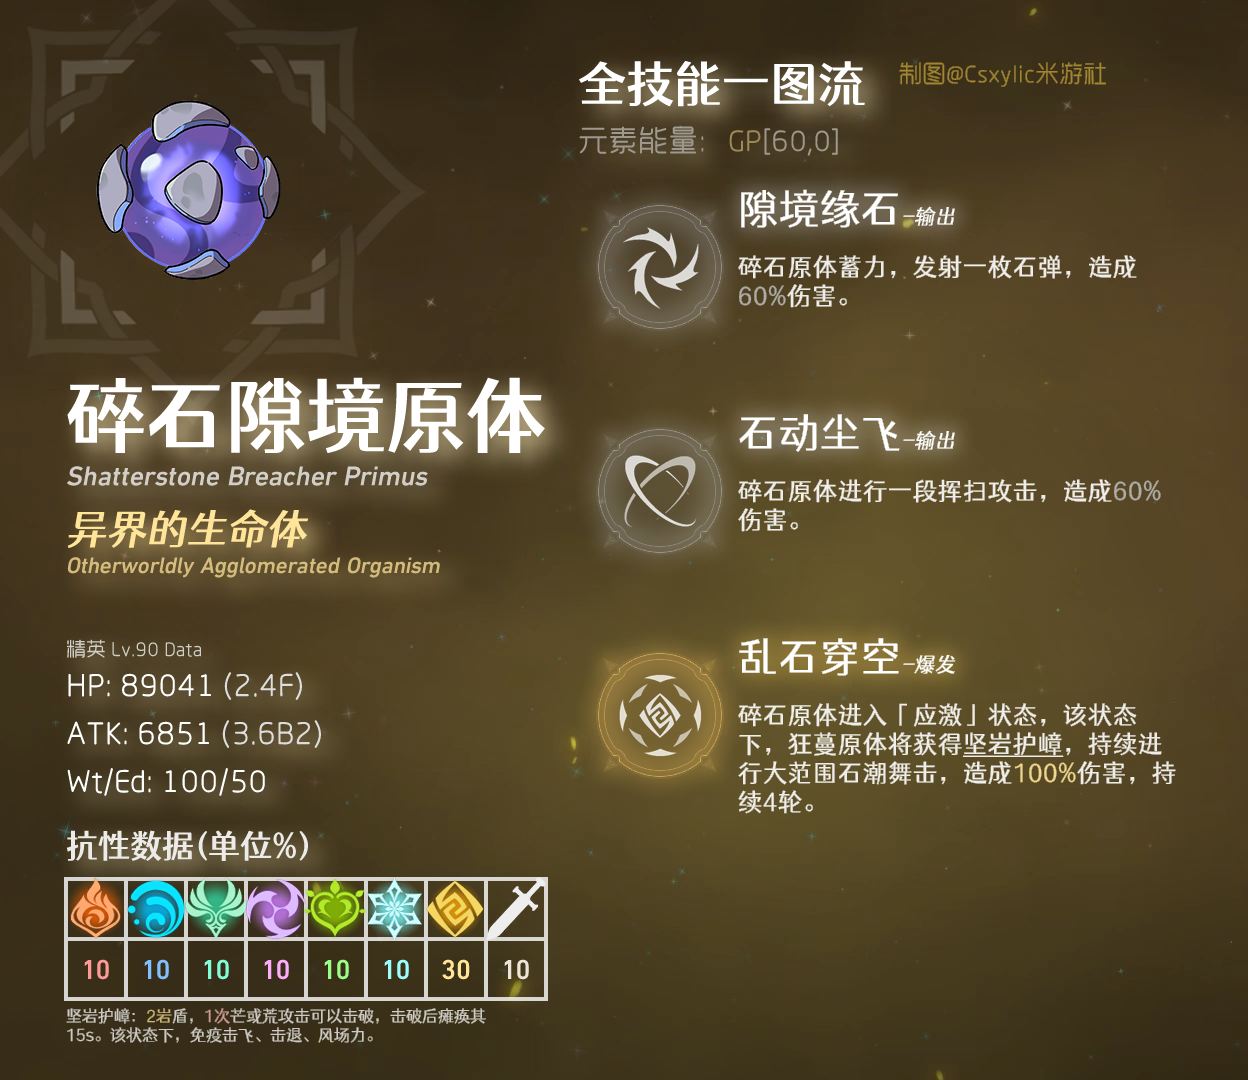 全技能一图流
制图@Csxylic米游社
元素能量： GP[60,0]
隙境缘石-输出
碎石原体蓄力，发射一枚石弹，造成
60%伤害。
碎石隙境原体
Shatterstone Breacher Primus
异界的生命体
Otherworldly Agglomerated Organism
石动尘飞-输出
碎石原体进行一段挥扫攻击，造成60%
伤害。
精英 Lv.90 Data
HP: 89041 (2.4F)
ATK: 6851 (3.6B2)
Wt/Ed: 100/50
乱石穿空-爆发
碎石原体进入「应激」状态，该状态
下，狂蔓原体将获得坚岩护嶂，持续进
行大范围石潮舞击，造成100%伤害，持
续4轮。
抗性数据(单位%)
10 10 10 10 10 10 30 10
坚岩护嶂：2岩盾，1次芒或荒攻击可以击破，击破后瘫痪其
15s。该状态下，免疫击飞、击退、风场力。